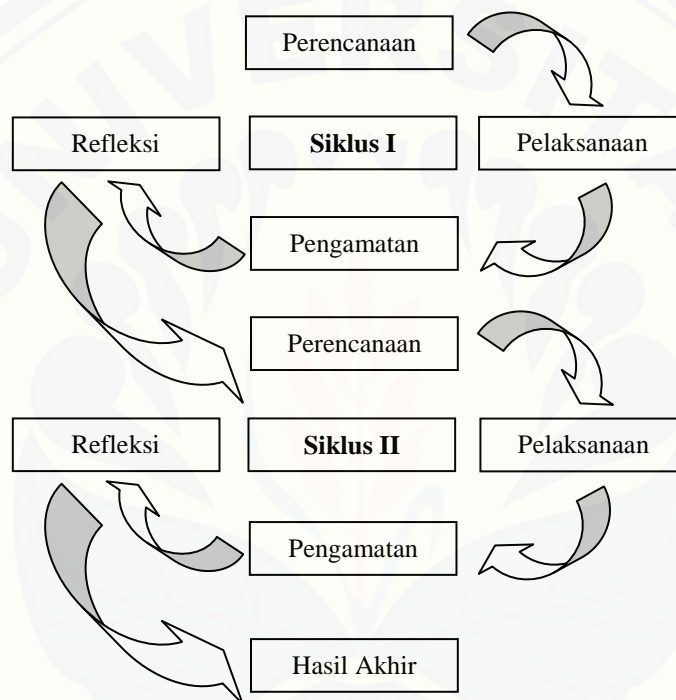 Perencanaan
Refleksi
Siklus I
Pelaksanaan
Pengamatan
Perencanaan
Refleksi
Siklus II
Pelaksanaan
Pengamatan
Hasil Akhir